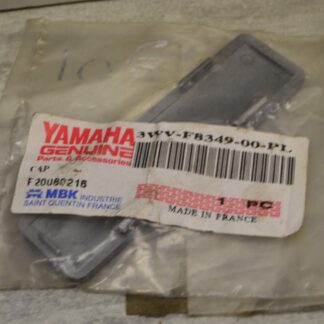 10
YAMAHA
GENUINE
Parts & Accessories
3WV-F8349-00-PL
CAP
F20080216
MBK INDUSTRIE
SAINT QUENTIN FRANCE
1 PC
MADE IN FRANCE